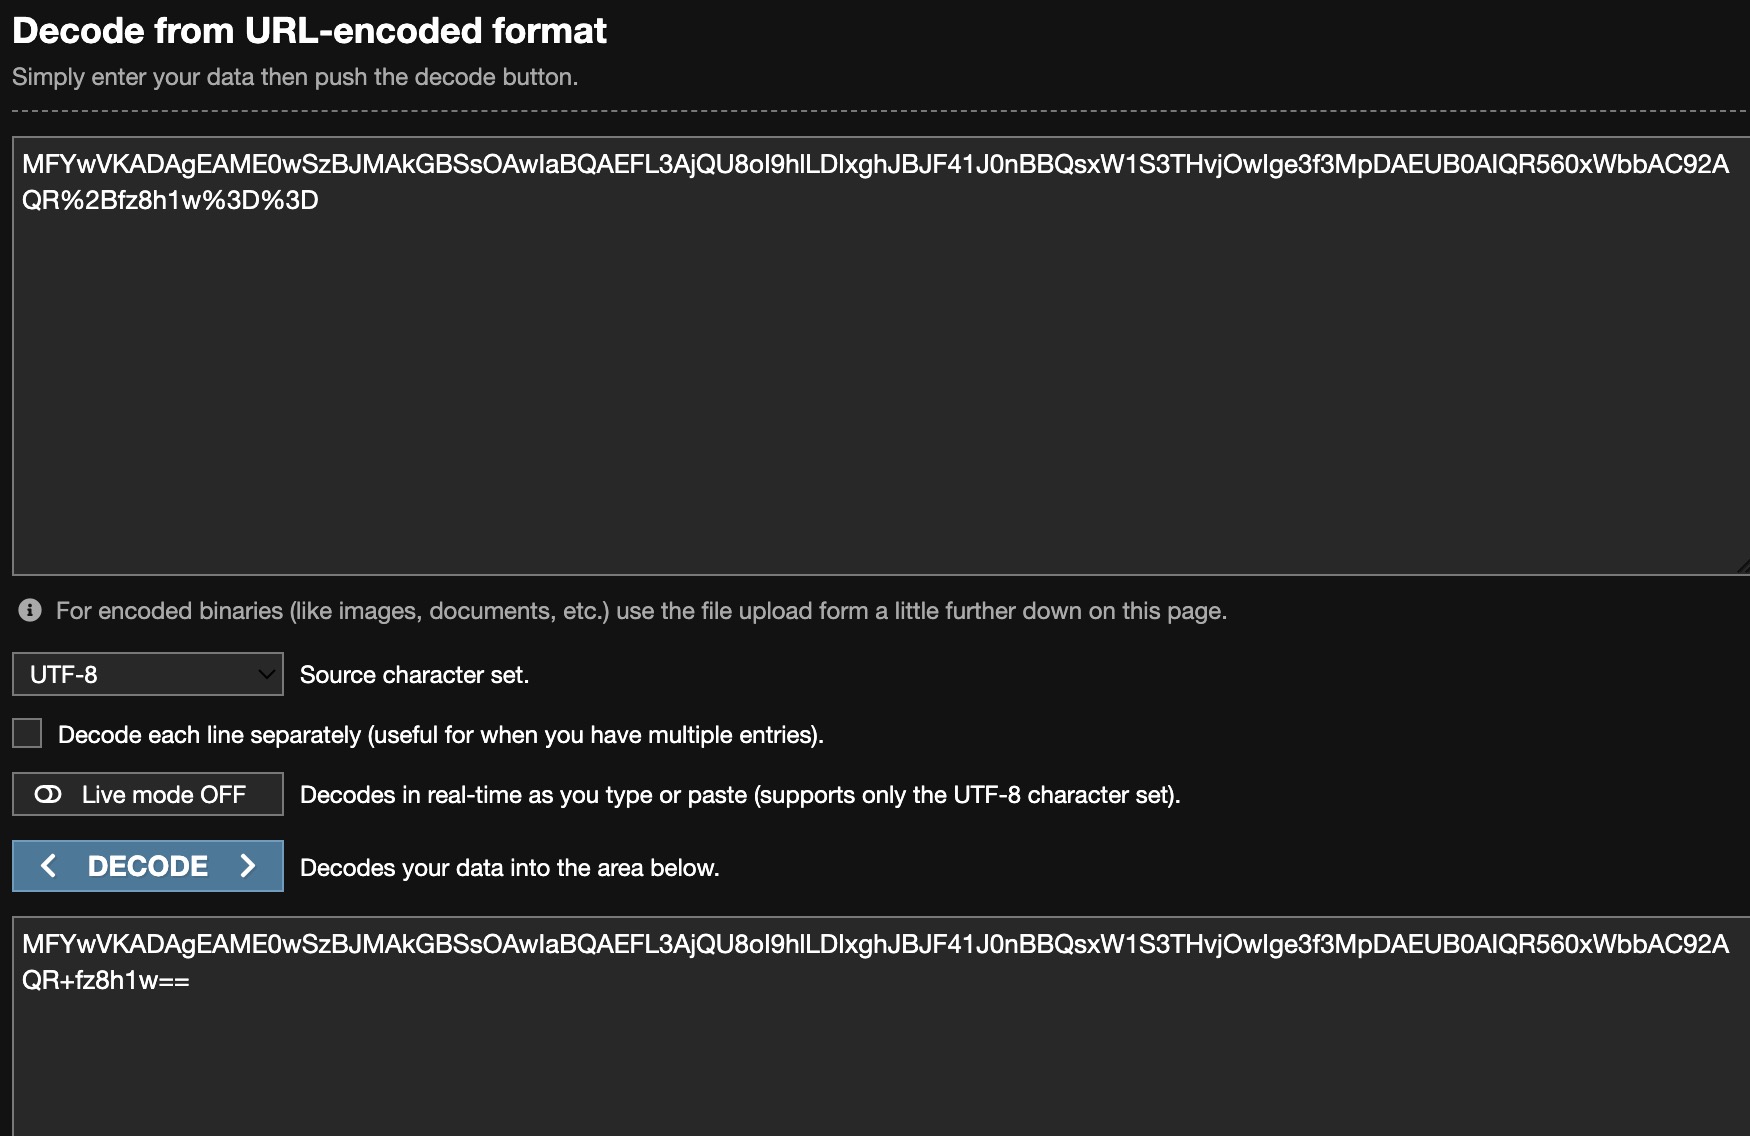 Decode from URL-encoded format
Simply enter your data then push the decode button.
MFYwVKADAgEAME0wSzBJMAkGBSsOAwIaBQAEFL3AjQU8oI9hlLDIxghJBJF41J0nBBQsxW1S3THvjOwIge3f3MpDAEUB0AIQR560xWbbAC92A
QR%2Bfz8h1w%3D%3D
For encoded binaries (like images, documents, etc.) use the file upload form a little further down on this page.
UTF-8 Source character set.
Decode each line separately (useful for when you have multiple entries).
Live mode OFF Decodes in real-time as you type or paste (supports only the UTF-8 character set).
< DECODE > Decodes your data into the area below.
MFYwVKADAgEAME0wSzBJMAkGBSsOAwIaBQAEFL3AjQU8oI9hlLDIxghJBJF41J0nBBQsxW1S3THvjOwIge3f3MpDAEUB0AIQR560xWbbAC92A
QR+fz8h1w==